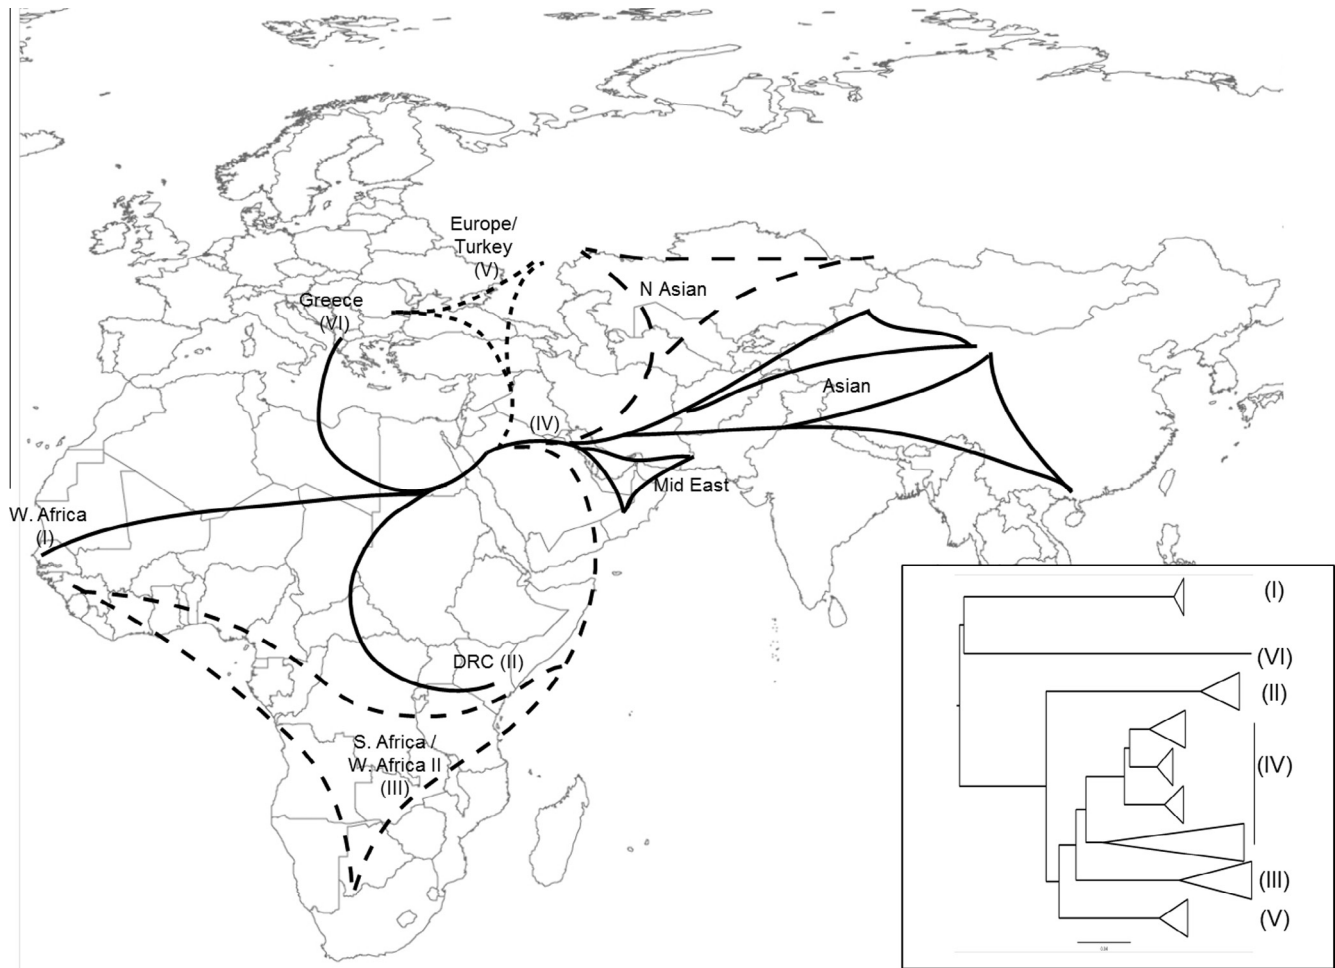 Europe/
Turkey
(V)
Greece
(VI)
N Asian
Asian
(IV)
Mid East
W. Africa
(I)
DRC (II)
S. Africa /
W. Africa II
(III)
(I)
(VI)
(II)
(IV)
(III)
(V)